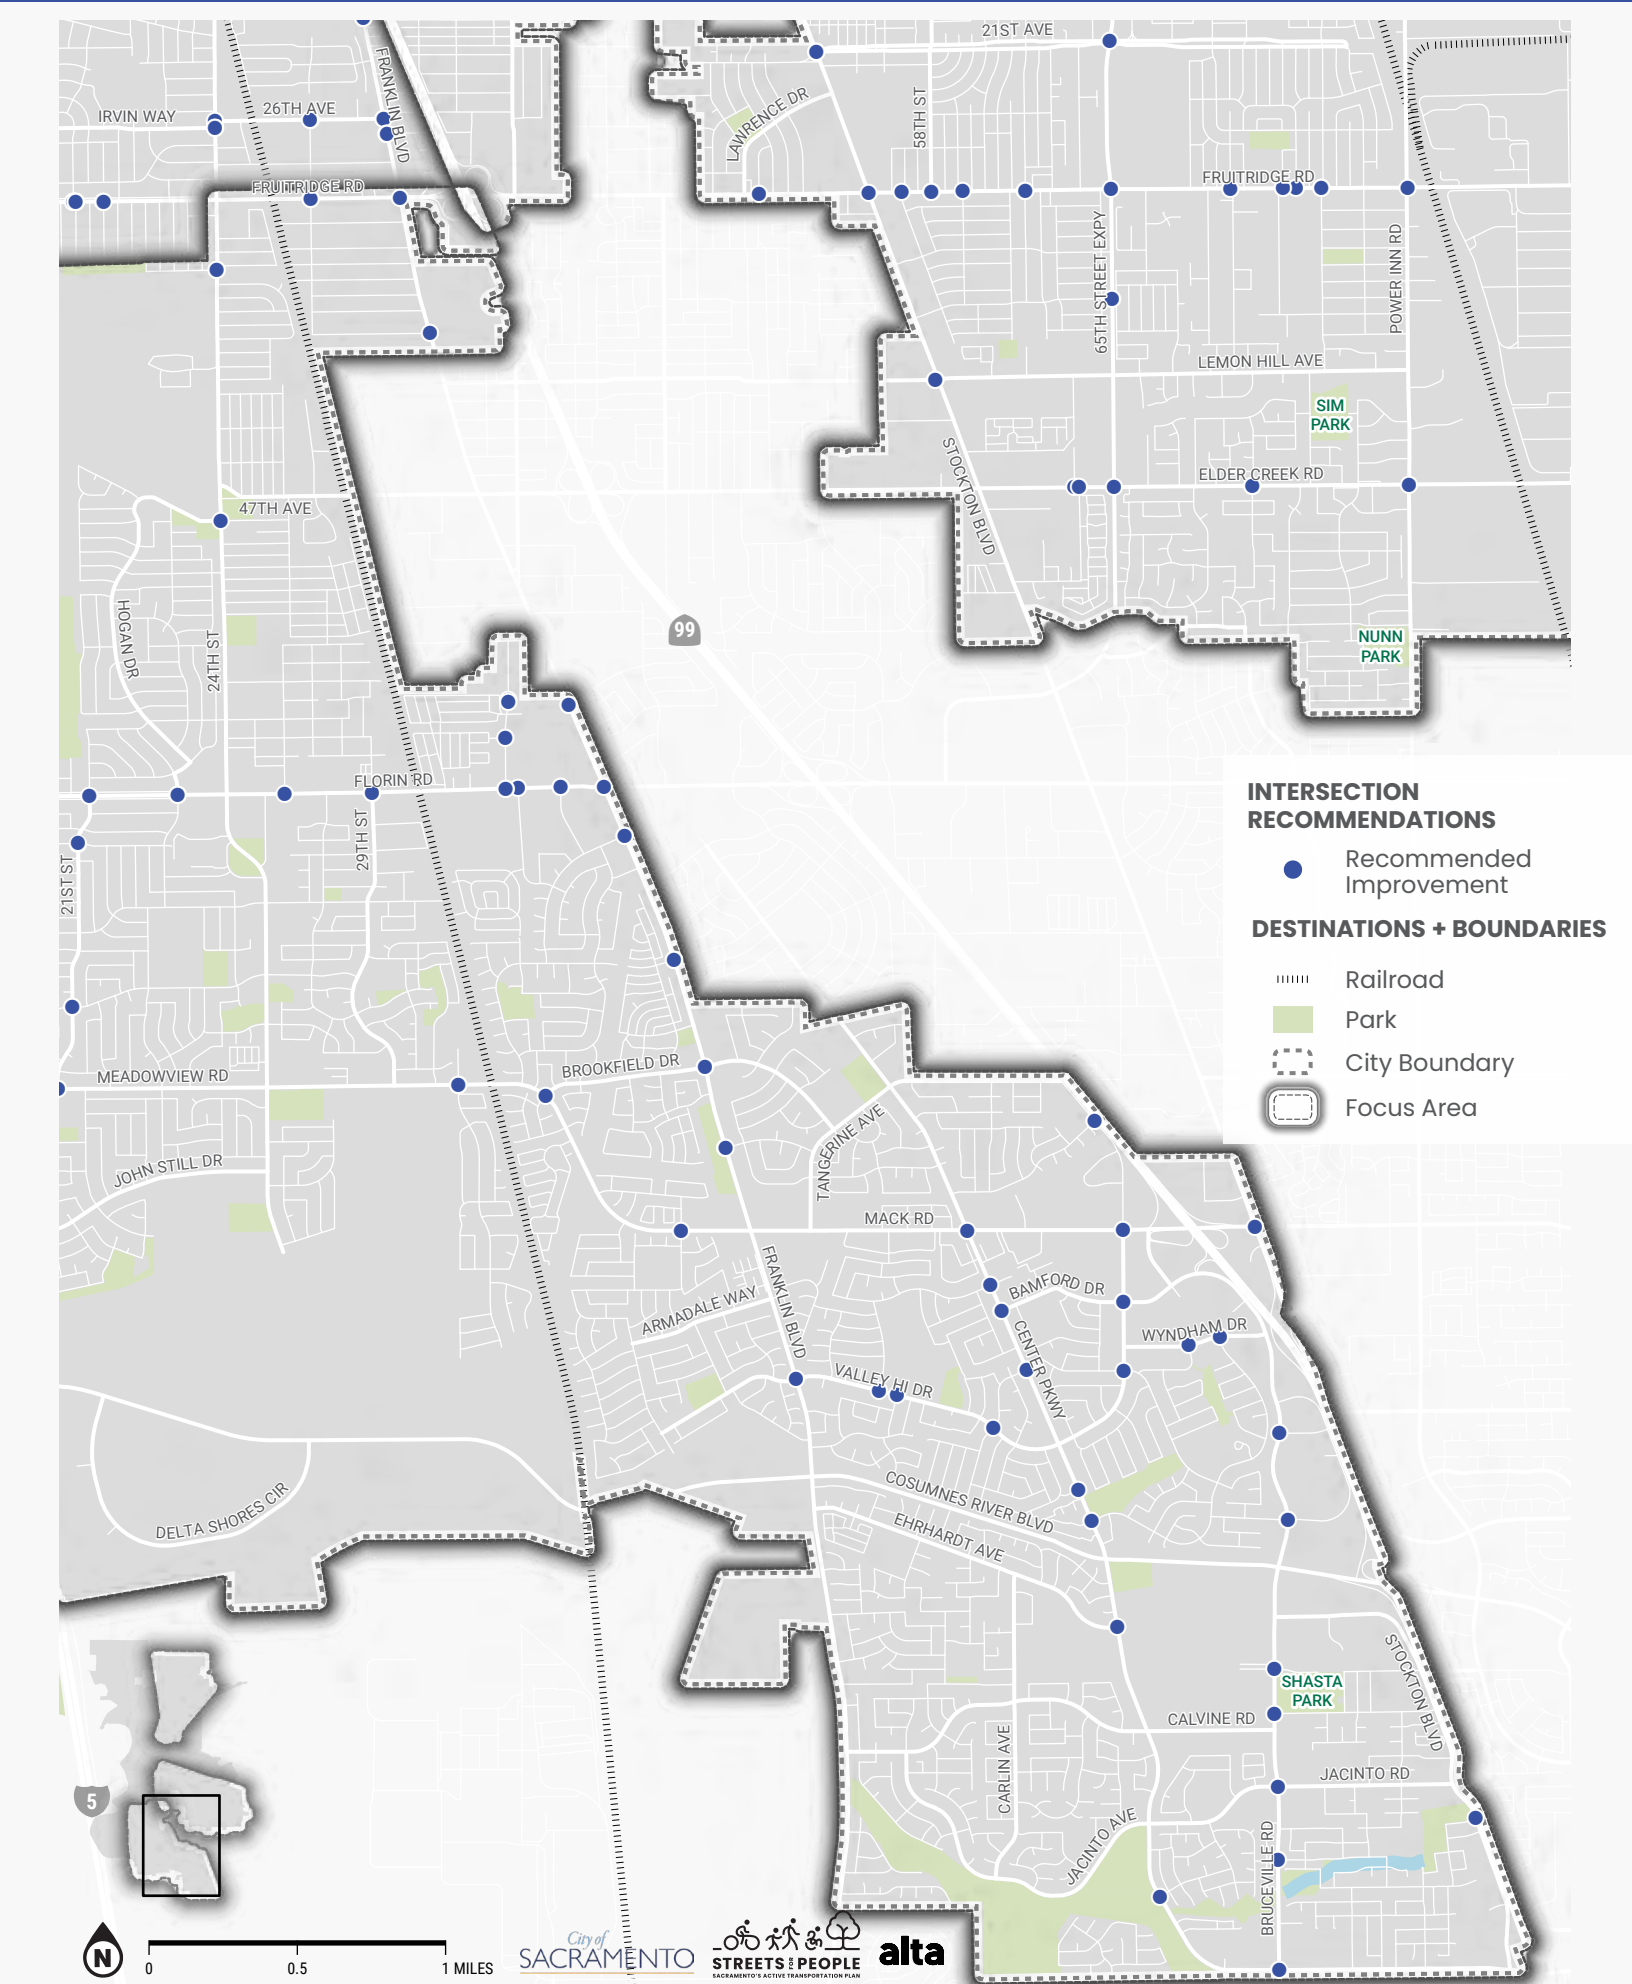 21ST AVE
FRANKLIN BLVD
IRVIN WAY
26TH AVE
LAWRENCE DR
58TH ST
FRUITRIDGE RD
FRUITRIDGE RD
65TH STREET EXPY
POWER INN RD
LEMON HILL AVE
SIM
PARK
STOCKTON BLVD
ELDER CREEK RD
47TH AVE
HOGAN DR
24TH ST
99
NUNN
PARK
FLORIN RD
29TH ST
21ST ST
INTERSECTION
RECOMMENDATIONS
Recommended
Improvement
DESTINATIONS + BOUNDARIES
Railroad
Park
City Boundary
Focus Area
MEADOWVIEW RD
BROOKFIELD DR
TANGERINE AVE
JOHN STILL DR
MACK RD
FRANKLIN BLVD
ARMADALE WAY
BAMFORD DR
CENTER PKWY
WYNDHAM DR
VALLEY HI DR
COSUMNES RIVER BLVD
EHRHARDT AVE
DELTA SHORES CIR
SHASTA
PARK
STOCKTON BLVD
CALVINE RD
CARLIN AVE
JACINTO RD
JACINTO AVE
BRUCEVILLE RD
5
N
0 0.5 1 MILES
City of
SACRAMENTO
STREETS FOR PEOPLE
SACRAMENTO'S ACTIVE TRANSPORTATION PLAN
alta